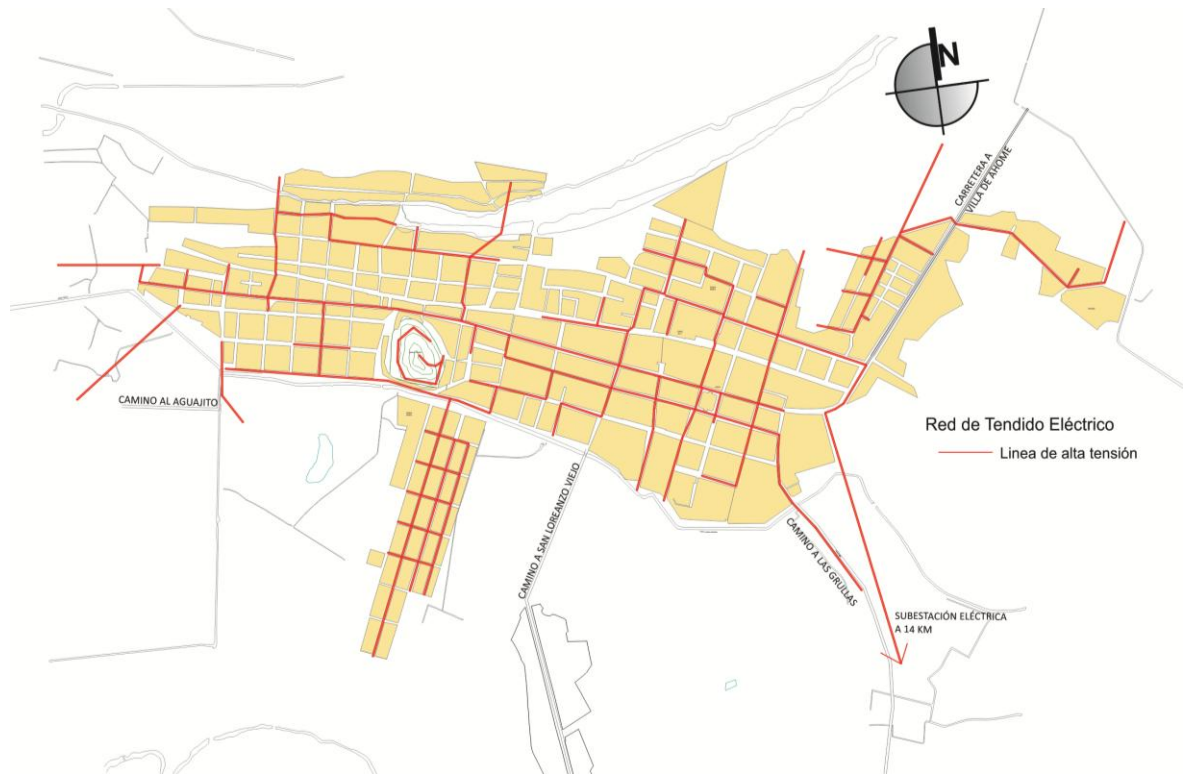 N
CARRETERA A
VILLA DE AHOME
CAMINO AL AGUAJITO
Red de Tendido Eléctrico
Linea de alta tensión
CAMINO A SAN LOREANZO VIEJO
CAMINO A LAS GRULLAS
SUBESTACIÓN ELÉCTRICA
A 14 KM